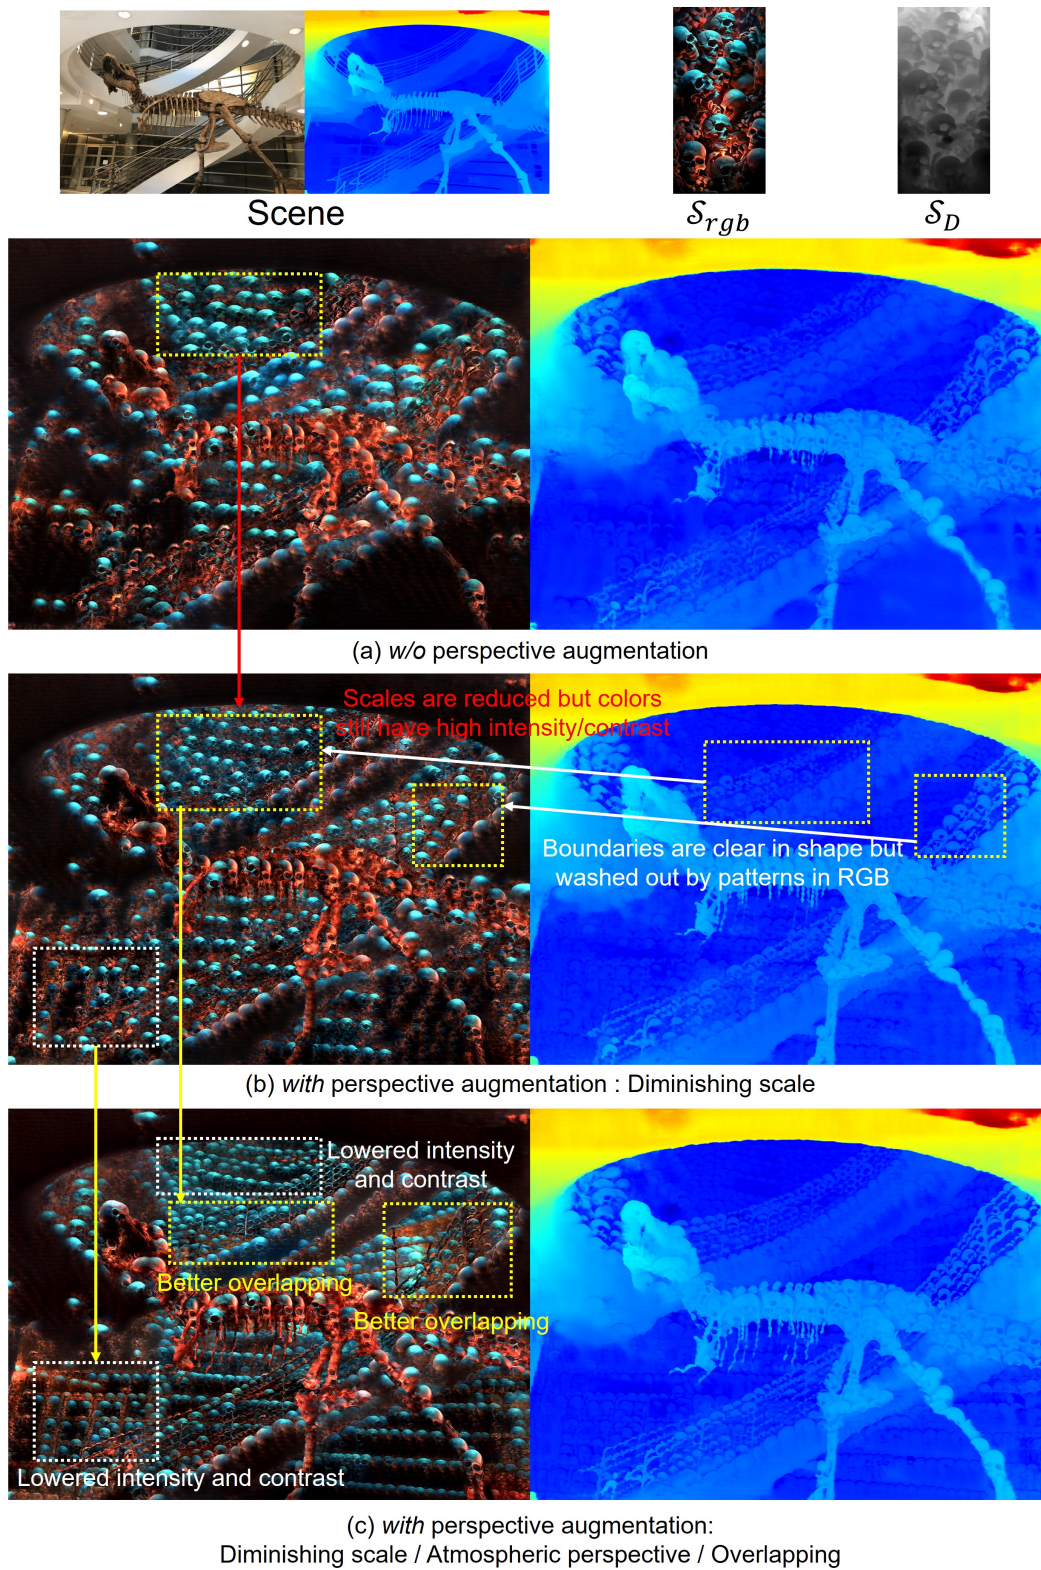 Scene
𝒮rgb
𝒮D
(a) w/o perspective augmentation
Scales are reduced but colors
still have high intensity/contrast
Boundaries are clear in shape but
washed out by patterns in RGB
(b) with perspective augmentation : Diminishing scale
Lowered intensity
and contrast
Better overlapping
Better overlapping
Lowered intensity and contrast
(c) with perspective augmentation:
Diminishing scale / Atmospheric perspective / Overlapping